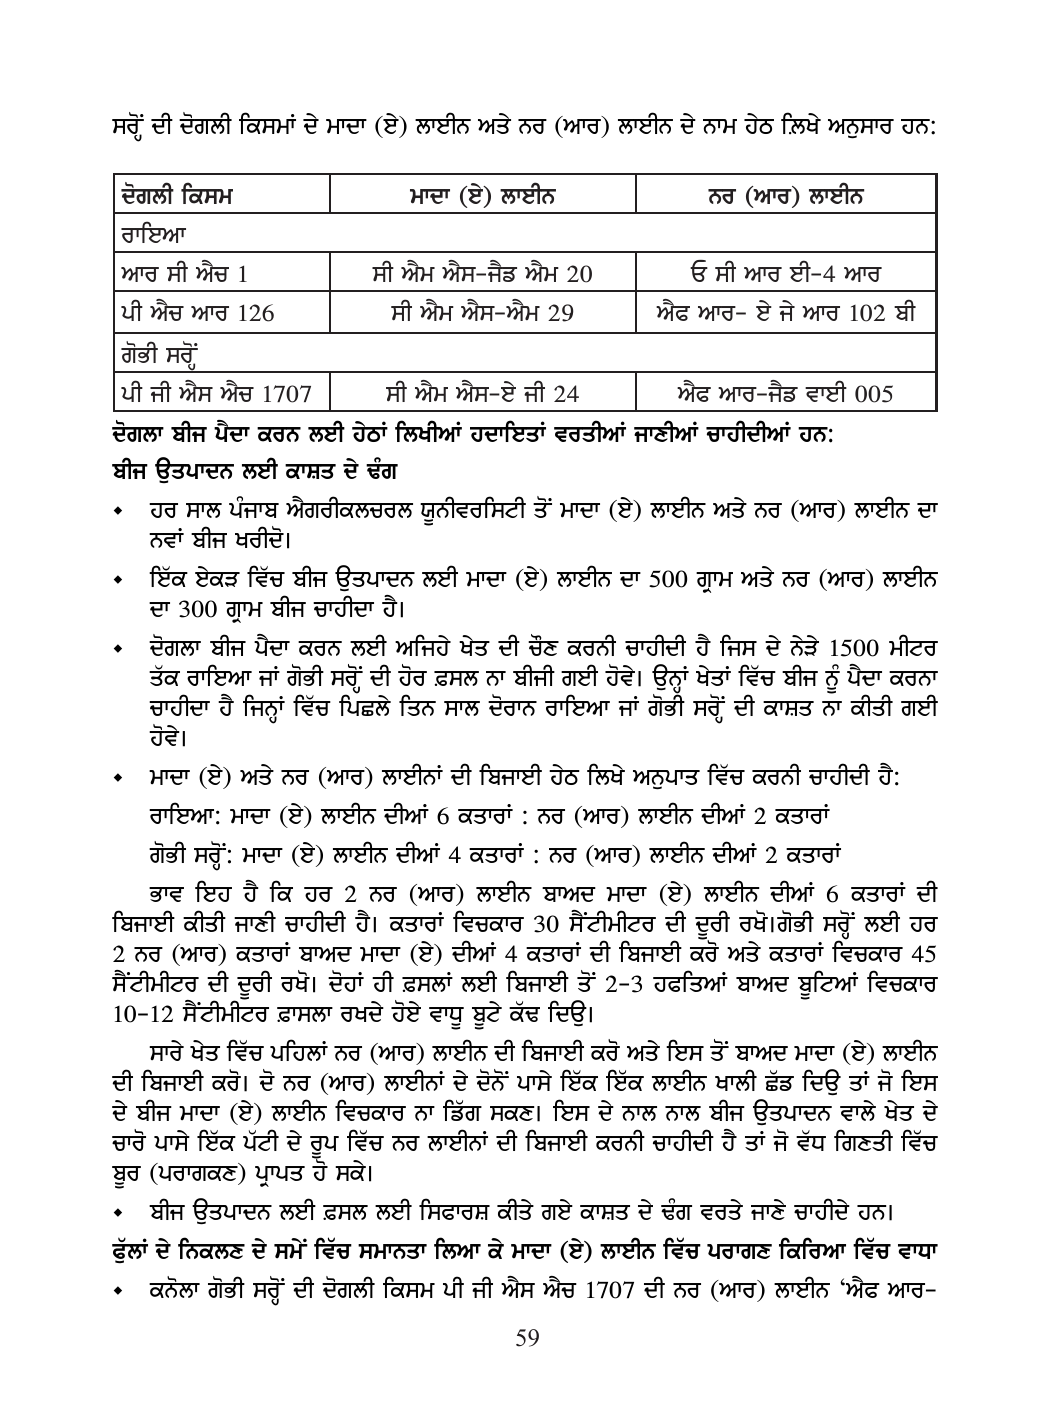 ਸਰ੍ਹੋਂ ਦੀ ਦੋਗਲੀ ਕਿਸਮਾਂ ਦੇ ਮਾਦਾ (ਏ) ਲਾਈਨ ਅਤੇ ਨਰ (ਆਰ) ਲਾਈਨ ਦੇ ਨਾਮ ਹੇਠ ਲਿਖੇ ਅਨੁਸਾਰ ਹਨ:
ਦੋਗਲੀ ਕਿਸਮ ਮਾਦਾ (ਏ) ਲਾਈਨ ਨਰ (ਆਰ) ਲਾਈਨ
ਰਾਇਆ
ਆਰ ਸੀ ਐਚ 1 ਸੀ ਐਮ ਐਸ-ਜੈਡ ਐਮ 20 ਓ ਸੀ ਆਰ ਈ-4 ਆਰ
ਪੀ ਐਚ ਆਰ 126 ਸੀ ਐਮ ਐਸ-ਐਮ 29 ਐਫ ਆਰ- ਏ ਜੇ ਆਰ 102 ਬੀ
ਗੋਭੀ ਸਰ੍ਹੋਂ
ਪੀ ਜੀ ਐਸ ਐਚ 1707 ਸੀ ਐਮ ਐਸ-ਏ ਜੀ 24 ਐਫ ਆਰ-ਜੈਡ ਵਾਈ 005
ਦੋਗਲਾ ਬੀਜ ਪੈਦਾ ਕਰਨ ਲਈ ਹੇਠਾਂ ਲਿਖੀਆਂ ਹਦਾਇਤਾਂ ਵਰਤੀਆਂ ਜਾਣੀਆਂ ਚਾਹੀਦੀਆਂ ਹਨ:
ਬੀਜ ਉਤਪਾਦਨ ਲਈ ਕਾਸ਼ਤ ਦੇ ਢੰਗ
◆ ਹਰ ਸਾਲ ਪੰਜਾਬ ਐਗਰੀਕਲਚਰਲ ਯੂਨੀਵਰਸਿਟੀ ਤੋਂ ਮਾਦਾ (ਏ) ਲਾਈਨ ਅਤੇ ਨਰ (ਆਰ) ਲਾਈਨ ਦਾ
ਨਵਾਂ ਬੀਜ ਖਰੀਦੋ।
◆ ਇੱਕ ਏਕੜ ਵਿੱਚ ਬੀਜ ਉਤਪਾਦਨ ਲਈ ਮਾਦਾ (ਏ) ਲਾਈਨ ਦਾ 500 ਗ੍ਰਾਮ ਅਤੇ ਨਰ (ਆਰ) ਲਾਈਨ
ਦਾ 300 ਗ੍ਰਾਮ ਬੀਜ ਚਾਹੀਦਾ ਹੈ।
◆ ਦੋਗਲਾ ਬੀਜ ਪੈਦਾ ਕਰਨ ਲਈ ਅਜਿਹੇ ਖੇਤ ਦੀ ਚੌਣ ਕਰਨੀ ਚਾਹੀਦੀ ਹੈ ਜਿਸ ਦੇ ਨੇੜੇ 1500 ਮੀਟਰ
ਤੱਕ ਰਾਇਆ ਜਾਂ ਗੋਭੀ ਸਰ੍ਹੋਂ ਦੀ ਹੋਰ ਫ਼ਸਲ ਨਾ ਬੀਜੀ ਗਈ ਹੋਵੇ। ਉਨ੍ਹਾਂ ਖੇਤਾਂ ਵਿੱਚ ਬੀਜ ਨੂੰ ਪੈਦਾ ਕਰਨਾ
ਚਾਹੀਦਾ ਹੈ ਜਿਨ੍ਹਾਂ ਵਿੱਚ ਪਿਛਲੇ ਤਿਨ ਸਾਲ ਦੋਰਾਨ ਰਾਇਆ ਜਾਂ ਗੋਭੀ ਸਰ੍ਹੋਂ ਦੀ ਕਾਸ਼ਤ ਨਾ ਕੀਤੀ ਗਈ
ਹੋਵੇ।
◆ ਮਾਦਾ (ਏ) ਅਤੇ ਨਰ (ਆਰ) ਲਾਈਨਾਂ ਦੀ ਬਿਜਾਈ ਹੇਠ ਲਿਖੇ ਅਨੁਪਾਤ ਵਿੱਚ ਕਰਨੀ ਚਾਹੀਦੀ ਹੈ:
ਰਾਇਆ: ਮਾਦਾ (ਏ) ਲਾਈਨ ਦੀਆਂ 6 ਕਤਾਰਾਂ : ਨਰ (ਆਰ) ਲਾਈਨ ਦੀਆਂ 2 ਕਤਾਰਾਂ
ਗੋਭੀ ਸਰ੍ਹੋਂ: ਮਾਦਾ (ਏ) ਲਾਈਨ ਦੀਆਂ 4 ਕਤਾਰਾਂ : ਨਰ (ਆਰ) ਲਾਈਨ ਦੀਆਂ 2 ਕਤਾਰਾਂ
ਭਾਵ ਇਹ ਹੈ ਕਿ ਹਰ 2 ਨਰ (ਆਰ) ਲਾਈਨ ਬਾਅਦ ਮਾਦਾ (ਏ) ਲਾਈਨ ਦੀਆਂ 6 ਕਤਾਰਾਂ ਦੀ
ਬਿਜਾਈ ਕੀਤੀ ਜਾਣੀ ਚਾਹੀਦੀ ਹੈ। ਕਤਾਰਾਂ ਵਿਚਕਾਰ 30 ਸੈਂਟੀਮੀਟਰ ਦੀ ਦੂਰੀ ਰਖੋ।ਗੋਭੀ ਸਰ੍ਹੋਂ ਲਈ ਹਰ
2 ਨਰ (ਆਰ) ਕਤਾਰਾਂ ਬਾਅਦ ਮਾਦਾ (ਏ) ਦੀਆਂ 4 ਕਤਾਰਾਂ ਦੀ ਬਿਜਾਈ ਕਰੋ ਅਤੇ ਕਤਾਰਾਂ ਵਿਚਕਾਰ 45
ਸੈਂਟੀਮੀਟਰ ਦੀ ਦੂਰੀ ਰਖੋ। ਦੋਹਾਂ ਹੀ ਫ਼ਸਲਾਂ ਲਈ ਬਿਜਾਈ ਤੋਂ 2-3 ਹਫਤਿਆਂ ਬਾਅਦ ਬੂਟਿਆਂ ਵਿਚਕਾਰ
10-12 ਸੈਂਟੀਮੀਟਰ ਫ਼ਾਸਲਾ ਰਖਦੇ ਹੋਏ ਵਾਧੂ ਬੂਟੇ ਕੱਢ ਦਿਉ।
ਸਾਰੇ ਖੇਤ ਵਿੱਚ ਪਹਿਲਾਂ ਨਰ (ਆਰ) ਲਾਈਨ ਦੀ ਬਿਜਾਈ ਕਰੋ ਅਤੇ ਇਸ ਤੋਂ ਬਾਅਦ ਮਾਦਾ (ਏ) ਲਾਈਨ
ਦੀ ਬਿਜਾਈ ਕਰੋ। ਦੋ ਨਰ (ਆਰ) ਲਾਈਨਾਂ ਦੇ ਦੋਨੋਂ ਪਾਸੇ ਇੱਕ ਇੱਕ ਲਾਈਨ ਖਾਲੀ ਛੱਡ ਦਿਉ ਤਾਂ ਜੋ ਇਸ
ਦੇ ਬੀਜ ਮਾਦਾ (ਏ) ਲਾਈਨ ਵਿਚਕਾਰ ਨਾ ਡਿੱਗ ਸਕਣ। ਇਸ ਦੇ ਨਾਲ ਨਾਲ ਬੀਜ ਉਤਪਾਦਨ ਵਾਲੇ ਖੇਤ ਦੇ
ਚਾਰੋ ਪਾਸੇ ਇੱਕ ਪੱਟੀ ਦੇ ਰੂਪ ਵਿੱਚ ਨਰ ਲਾਈਨਾਂ ਦੀ ਬਿਜਾਈ ਕਰਨੀ ਚਾਹੀਦੀ ਹੈ ਤਾਂ ਜੋ ਵੱਧ ਗਿਣਤੀ ਵਿੱਚ
ਬੂਰ (ਪਰਾਗਕਣ) ਪ੍ਰਾਪਤ ਹੋ ਸਕੇ।
◆ ਬੀਜ ਉਤਪਾਦਨ ਲਈ ਫ਼ਸਲ ਲਈ ਸਿਫਾਰਸ਼ ਕੀਤੇ ਗਏ ਕਾਸ਼ਤ ਦੇ ਢੰਗ ਵਰਤੇ ਜਾਣੇ ਚਾਹੀਦੇ ਹਨ।
ਫੁੱਲਾਂ ਦੇ ਨਿਕਲਣ ਦੇ ਸਮੇਂ ਵਿੱਚ ਸਮਾਨਤਾ ਲਿਆ ਕੇ ਮਾਦਾ (ਏ) ਲਾਈਨ ਵਿੱਚ ਪਰਾਗਣ ਕਿਰਿਆ ਵਿੱਚ ਵਾਧਾ
◆ ਕਨੋਲਾ ਗੋਭੀ ਸਰ੍ਹੋਂ ਦੀ ਦੋਗਲੀ ਕਿਸਮ ਪੀ ਜੀ ਐਸ ਐਚ 1707 ਦੀ ਨਰ (ਆਰ) ਲਾਈਨ ‘ਐਫ ਆਰ-
59